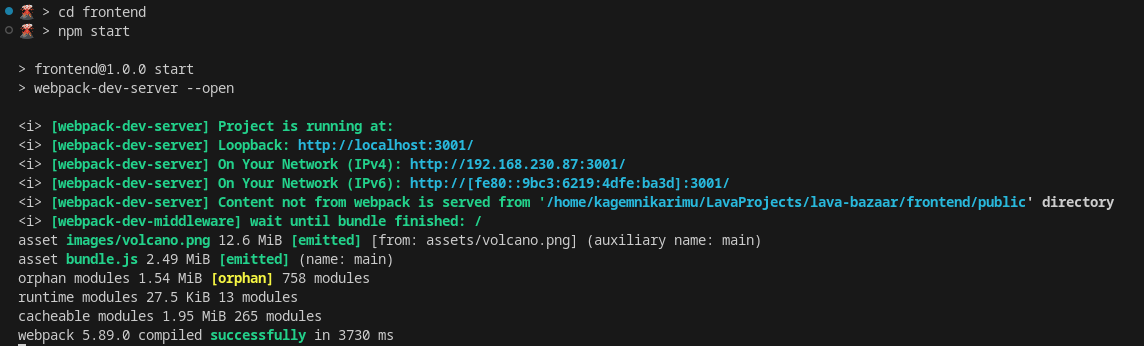 > cd frontend
> npm start
> frontend@1.0.0 start
> webpack-dev-server --open
<i> [webpack-dev-server] Project is running at:
<i> [webpack-dev-server] Loopback: http://localhost:3001/
<i> [webpack-dev-server] On Your Network (IPv4): http://192.168.230.87:3001/
<i> [webpack-dev-server] On Your Network (IPv6): http://[fe80::9bc3:6219:4dfe:ba3d]:3001/
<i> [webpack-dev-server] Content not from webpack is served from '/home/kagemnikarimu/LavaProjects/lava-bazaar/frontend/public' directory
<i> [webpack-dev-middleware] wait until bundle finished: /
asset images/volcano.png 12.6 MiB [emitted] [from: assets/volcano.png] (auxiliary name: main)
asset bundle.js 2.49 MiB [emitted] (name: main)
orphan modules 1.54 MiB [orphan] 758 modules
runtime modules 27.5 KiB 13 modules
cacheable modules 1.95 MiB 265 modules
webpack 5.89.0 compiled successfully in 3730 ms